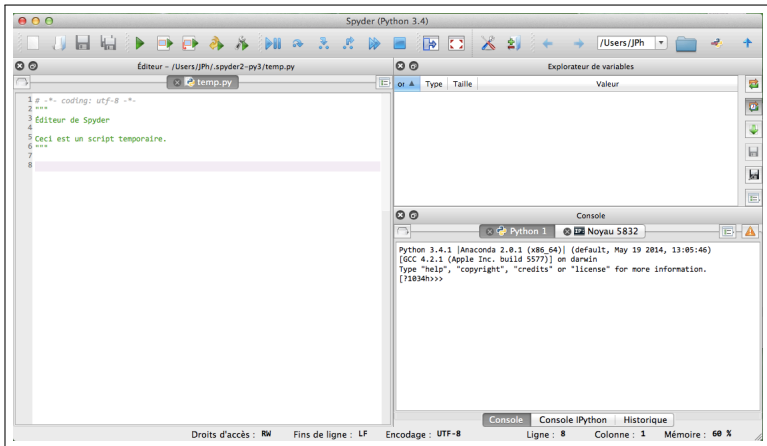 Spyder (Python 3.4)
/Users/JPh
Éditeur – /Users/JPh/.spyder2-py3/temp.py
temp.py
1 # -*- coding: utf-8 -*-
2 """
3 Éditeur de Spyder
4
5 Ceci est un script temporaire.
6 """
7
8
Explorateur de variables
or Type Taille Valeur
Console
Python 1 Noyau 5832
Python 3.4.1 |Anaconda 2.0.1 (x86_64)| (default, May 19 2014, 13:05:46)
[GCC 4.2.1 (Apple Inc. build 5577)] on darwin
Type "help", "copyright", "credits" or "license" for more information.
[?1034h>>>
Console Console IPython Historique
Droits d'accès : RW Fins de ligne : LF Encodage : UTF-8 Ligne : 8 Colonne : 1 Mémoire : 60 %